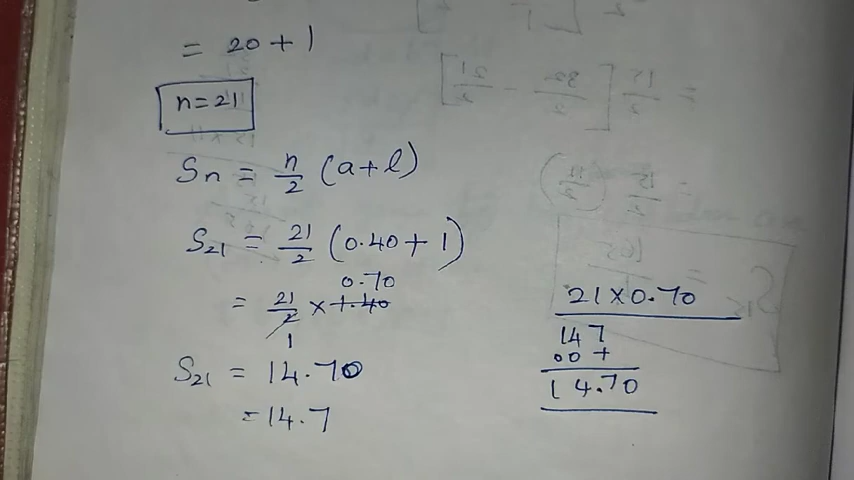 = 20 + 1
n = 21
Sn = n/2 (a + l)
S21 = 21/2 (0.40 + 1)
0.70
= 21/2 × 1.40
1
S21 = 14.70
= 14.7
21 × 0.70
147
00 +
14.70